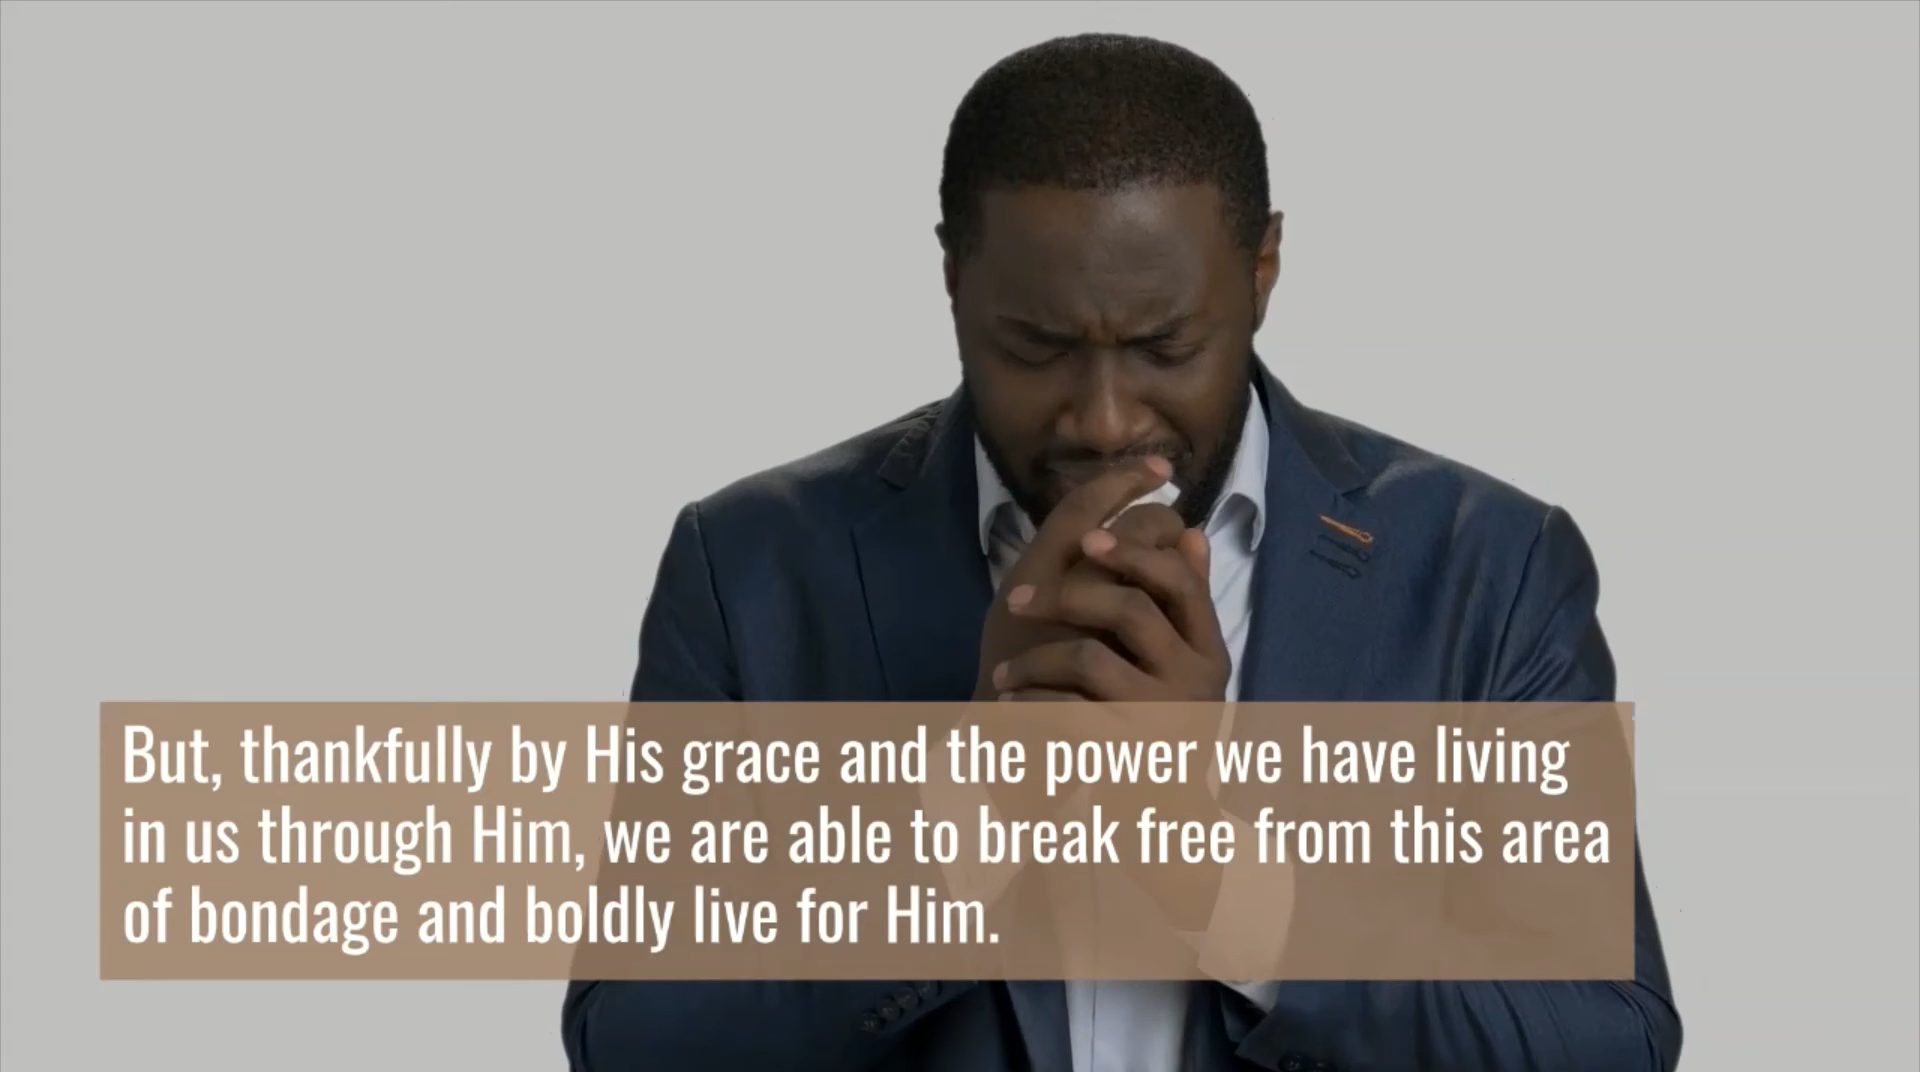 But, thankfully by His grace and the power we have living
in us through Him, we are able to break free from this area
of bondage and boldly live for Him.